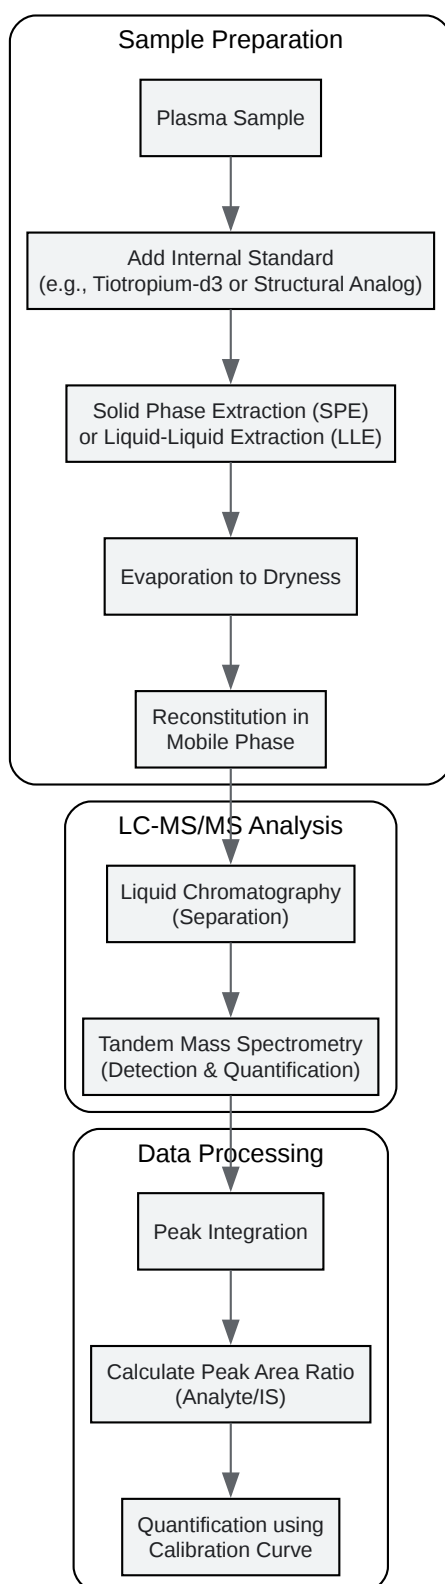 Sample Preparation
Plasma Sample
Add Internal Standard
(e.g., Tiotropium-d3 or Structural Analog)
Solid Phase Extraction (SPE)
or Liquid-Liquid Extraction (LLE)
Evaporation to Dryness
Reconstitution in
Mobile Phase
LC-MS/MS Analysis
Liquid Chromatography
(Separation)
Tandem Mass Spectrometry
(Detection & Quantification)
Data Processing
Peak Integration
Calculate Peak Area Ratio
(Analyte/IS)
Quantification using
Calibration Curve